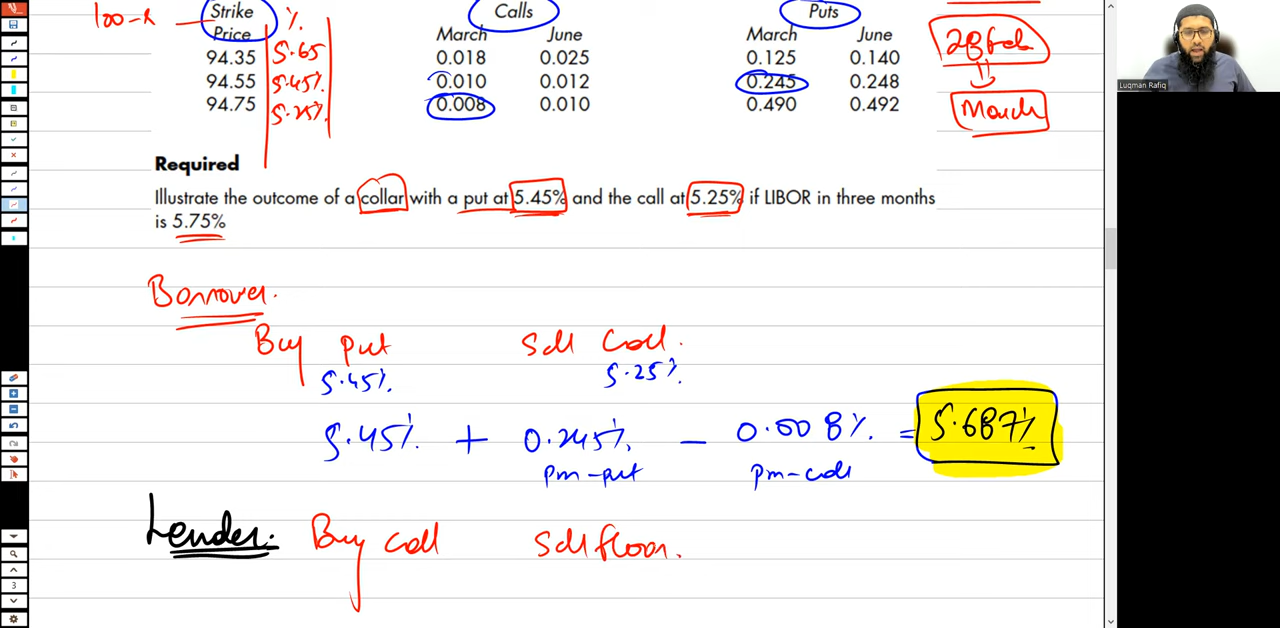 100-R Strike % Calls Puts
Price March June March June 28 Feb
94.35 5.65 0.018 0.025 0.125 0.140
94.55 5.45% 0.010 0.012 0.245 0.248
94.75 5.25% 0.008 0.010 0.490 0.492 March
Luqman Rafiq
Required
Illustrate the outcome of a collar with a put at 5.45% and the call at 5.25% if LIBOR in three months
is 5.75%
Borrower.
Buy put Sell Call.
5.45% 5.25%.
5.45% + 0.245% - 0.008% = 5.687%
pm-put pm-call
Lender. Buy call Sell floor.
3